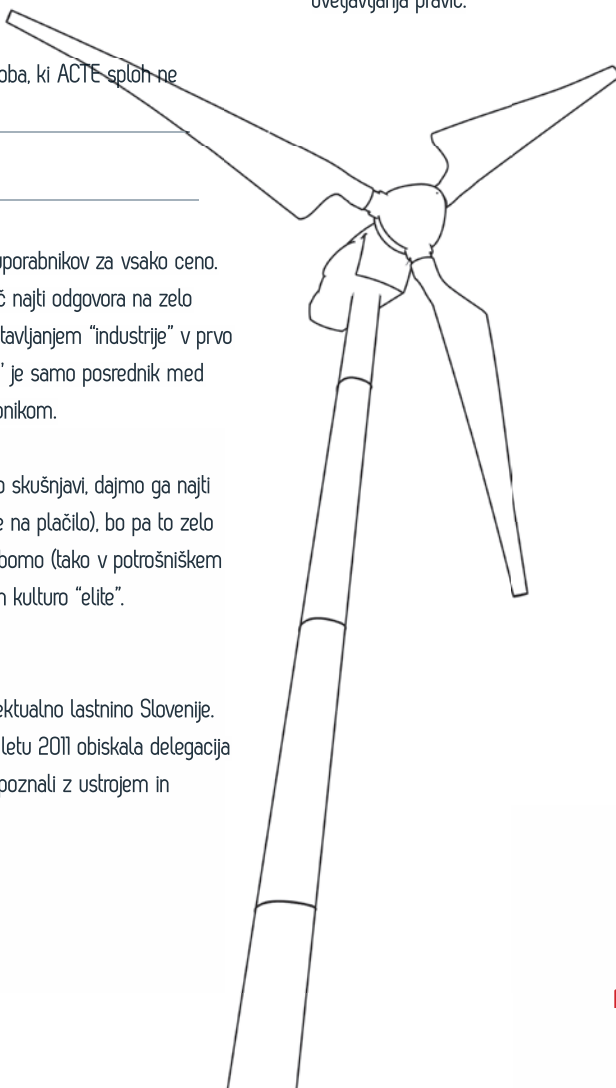 uveljavljanja pravic.
oba, ki ACTE sploh ne
uporabnikov za vsako ceno.
č najti odgovora na zelo
tavljanjem “industrije” v prvo
” je samo posrednik med
onikom.
o skušnjavi, dajmo ga najti
e na plačilo), bo pa to zelo
bomo (tako v potrošniškem
n kulturo “elite”.
ektualno lastnino Slovenije.
letu 2011 obiskala delegacija
poznali z ustrojem in